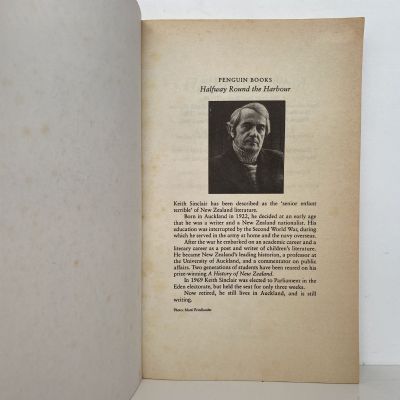 PENGUIN BOOKS
Halfway Round the Harbour
Keith Sinclair has been described as the 'senior enfant
terrible' of New Zealand literature.
Born in Auckland in 1922, he decided at an early age
that he was a writer and a New Zealand nationalist. His
education was interrupted by the Second World War, during
which he served in the army at home and the navy overseas.
After the war he embarked on an academic career and a
literary career as a poet and writer of children's literature.
He became New Zealand's leading historian, a professor at
the University of Auckland, and a commentator on public
affairs. Two generations of students have been reared on his
prize-winning A History of New Zealand.
In 1969 Keith Sinclair was elected to Parliament in the
Eden electorate, but held the seat for only three weeks.
Now retired, he still lives in Auckland, and is still
writing.
Photo: Marti Friedlander